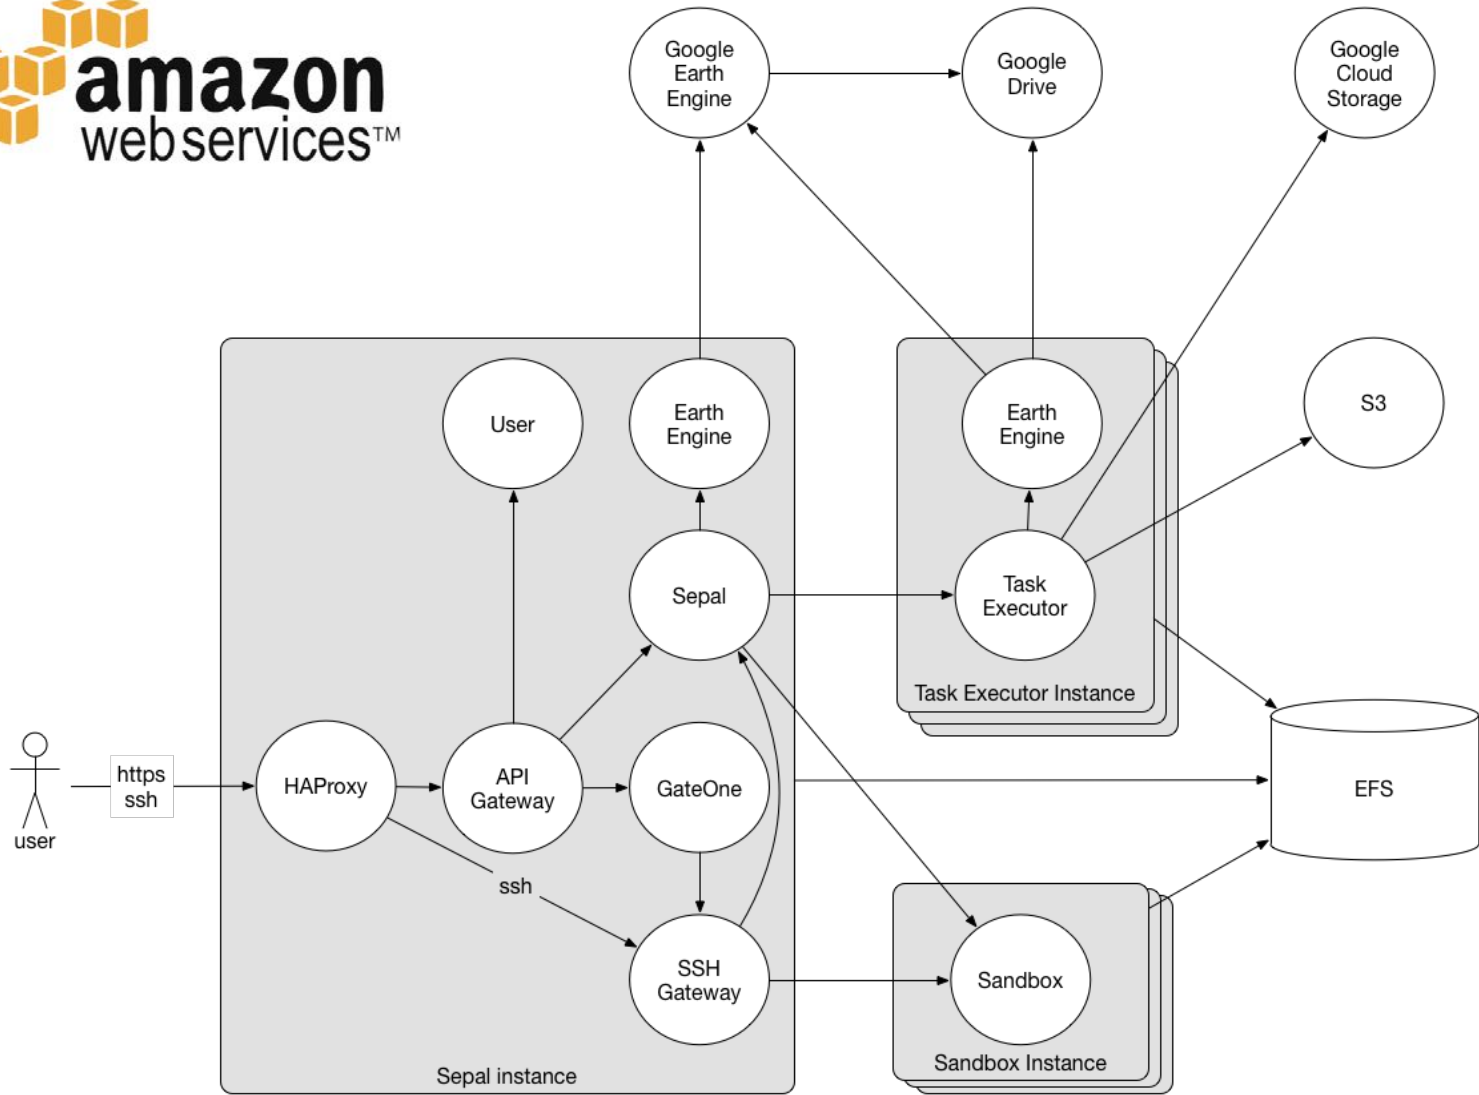 amazon
webservices™
Google
Earth
Engine
Google
Drive
Google
Cloud
Storage
User
Earth
Engine
Earth
Engine
S3
Sepal
Task
Executor
Task Executor Instance
https
ssh
user
HAProxy
API
Gateway
GateOne
EFS
ssh
SSH
Gateway
Sandbox
Sandbox Instance
Sepal instance